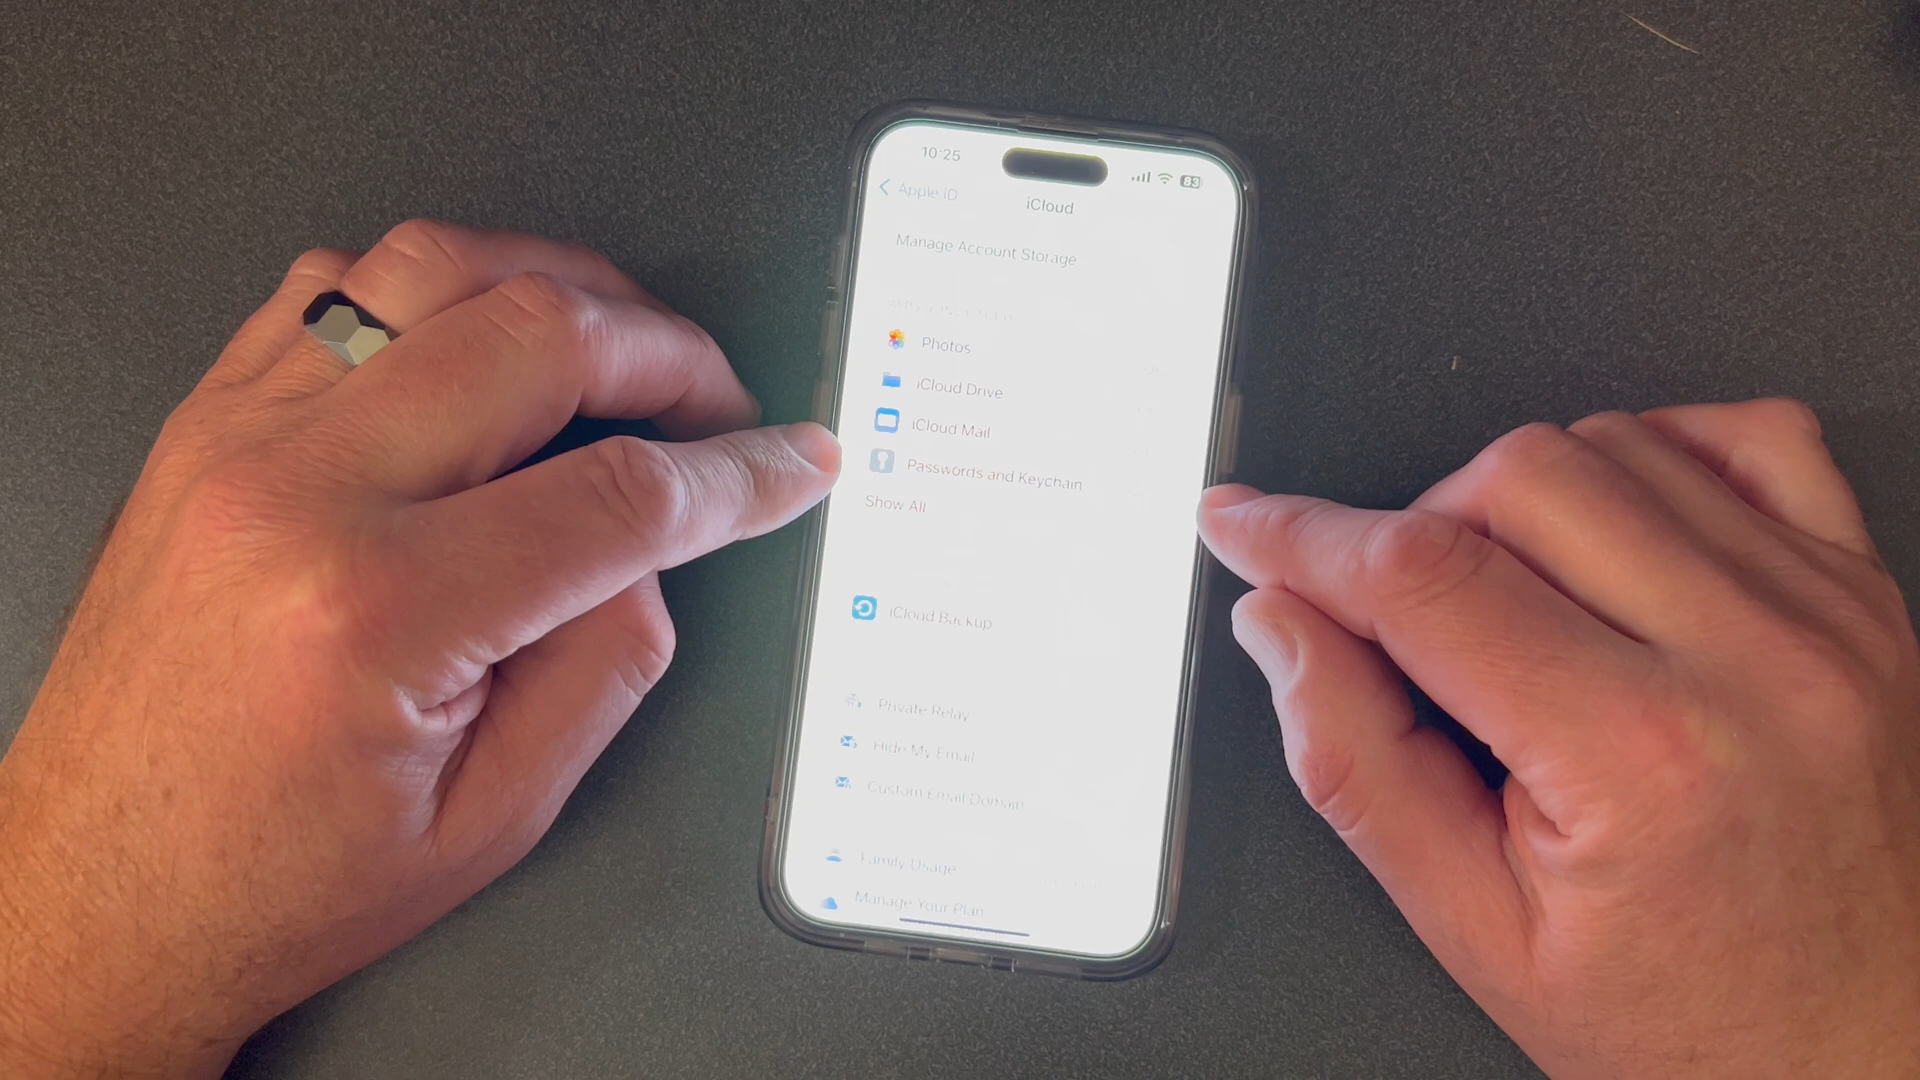 10:25
83
Apple ID
iCloud
Manage Account Storage
Photos
iCloud Drive
iCloud Mail
Passwords and Keychain
Show All
iCloud Backup
Private Relay
Hide My Email
Custom Email Domain
Family Usage
Manage Your Plan